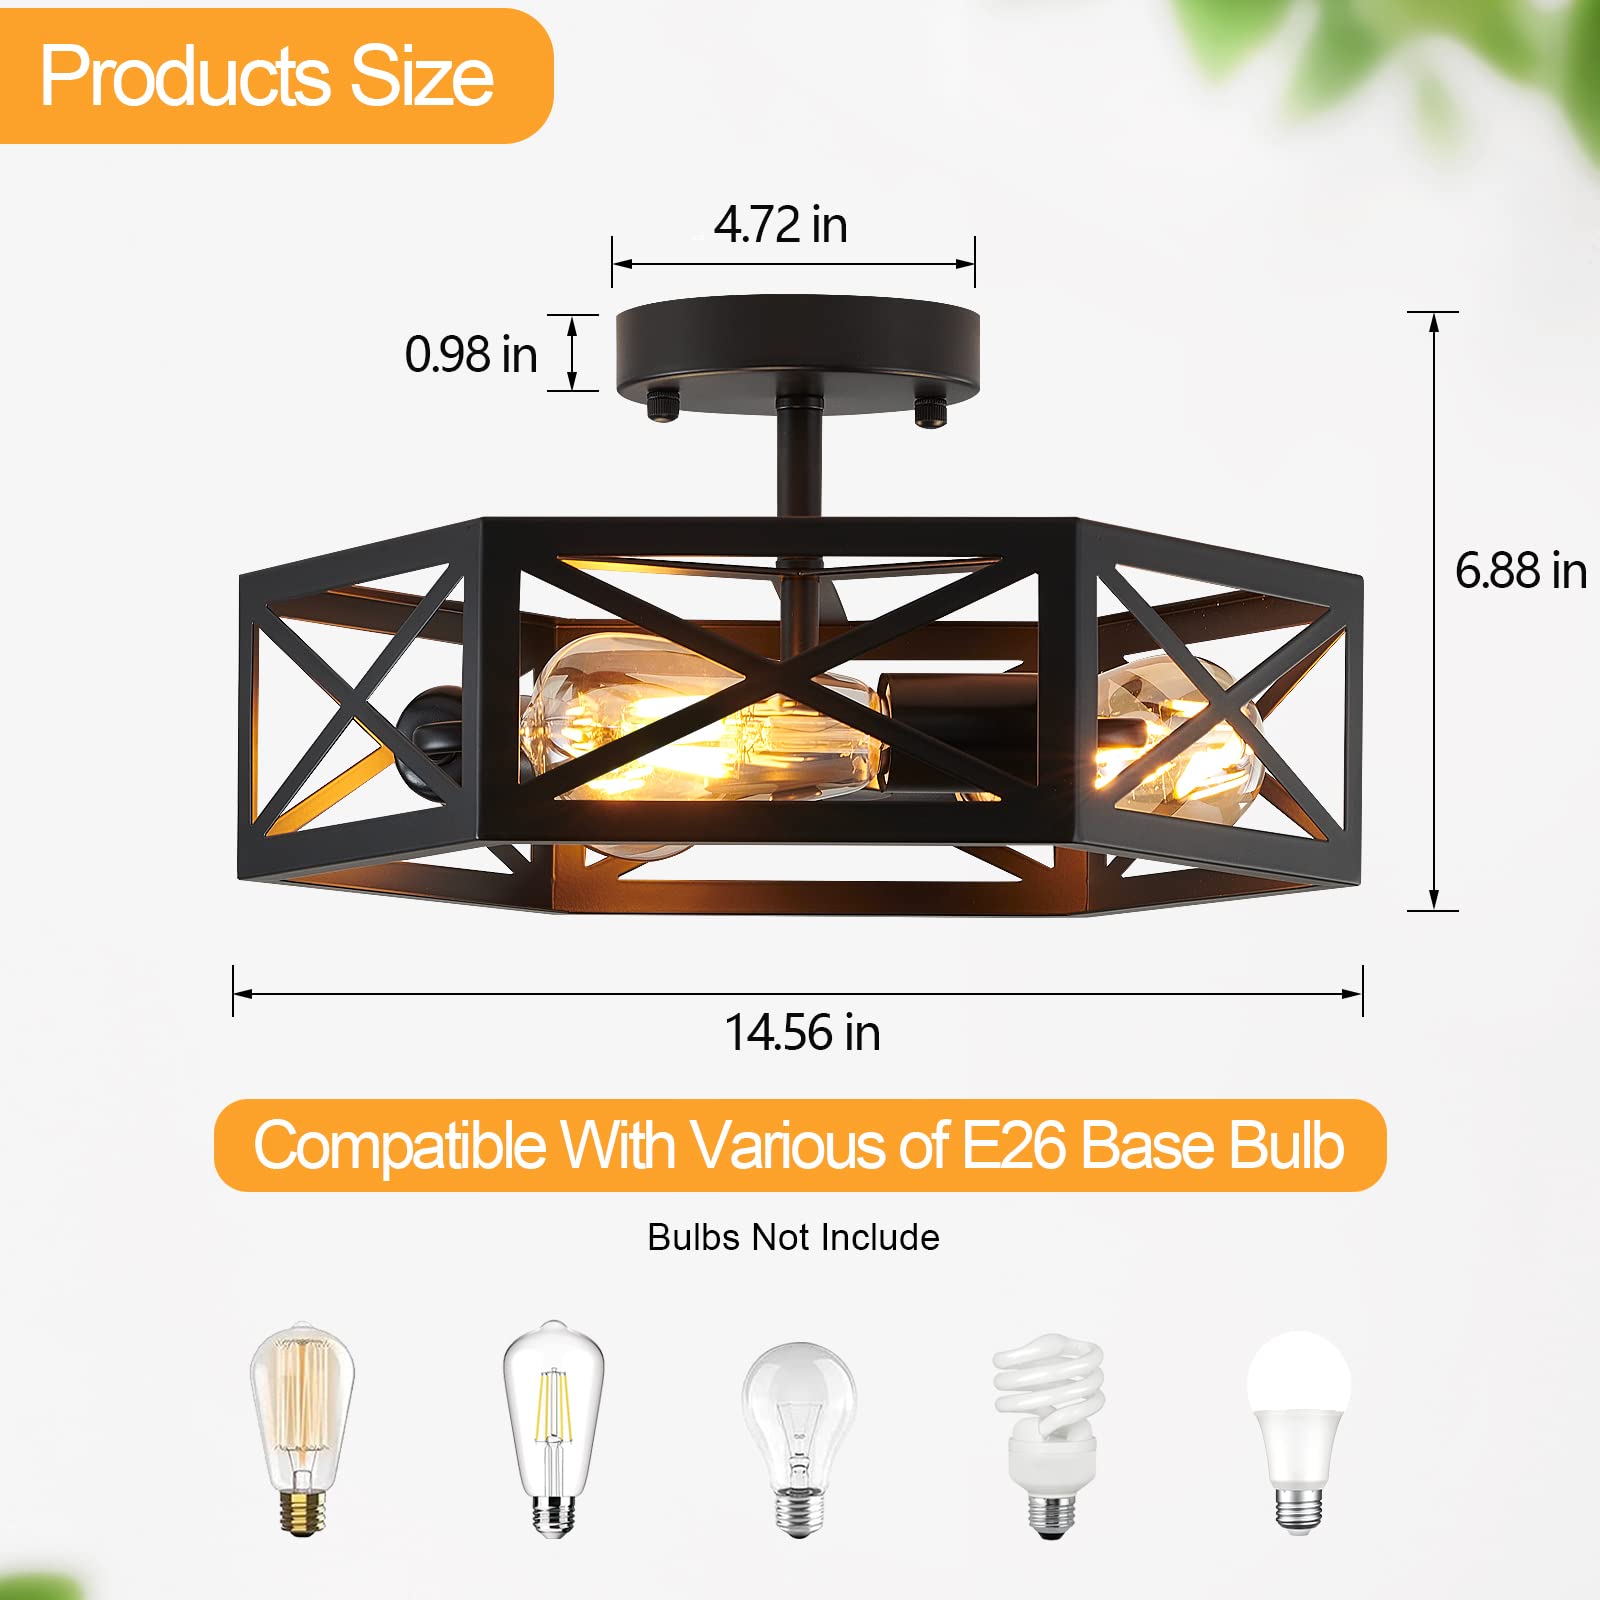 Products Size
4.72 in
0.98 in
6.88 in
14.56 in
Compatible With Various of E26 Base Bulb
Bulbs Not Include